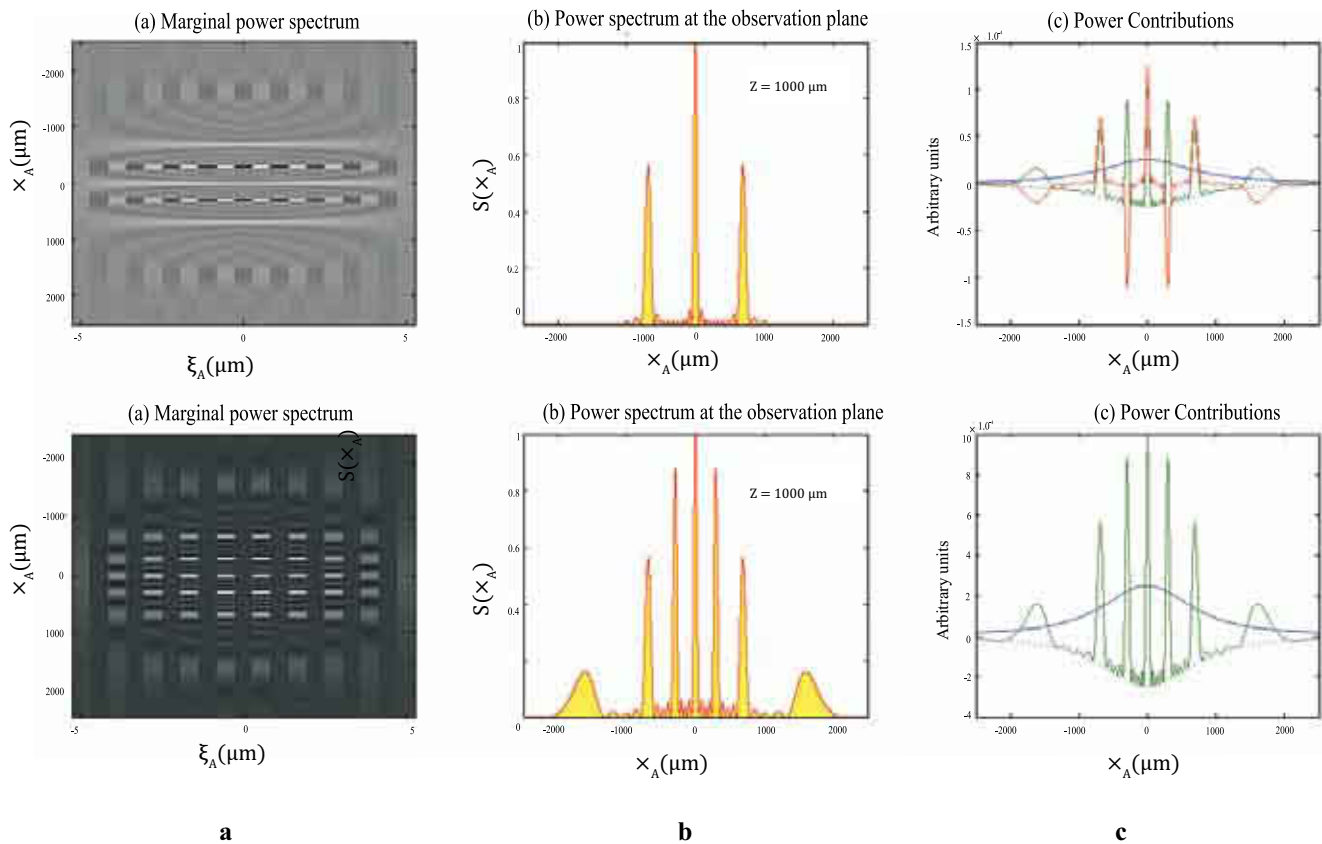 (a) Marginal power spectrum
(b) Power spectrum at the observation plane
(c) Power Contributions
× 10⁻⁴
-2000
-1000
0
1000
2000
×A(μm)
-5
0
5
ξA(μm)
1
0.8
0.6
0.4
0.2
0
S(×A)
Z = 1000 μm
-2000
-1000
0
1000
2000
×A(μm)
1.5
1
0.5
0
-0.5
-1
-1.5
Arbitrary units
-2000
-1000
0
1000
2000
×A(μm)
(a) Marginal power spectrum
(b) Power spectrum at the observation plane
(c) Power Contributions
-2000
-1000
0
1000
2000
×A(μm)
S(×A)
-5
0
5
ξA(μm)
1
0.8
0.6
0.4
0
S(×A)
Z = 1000 μm
-2000
-1000
0
1000
2000
×A(μm)
10
8
6
4
2
0
-2
-4
Arbitrary units
-2000
-1000
0
1000
2000
×A(μm)
a
b
c